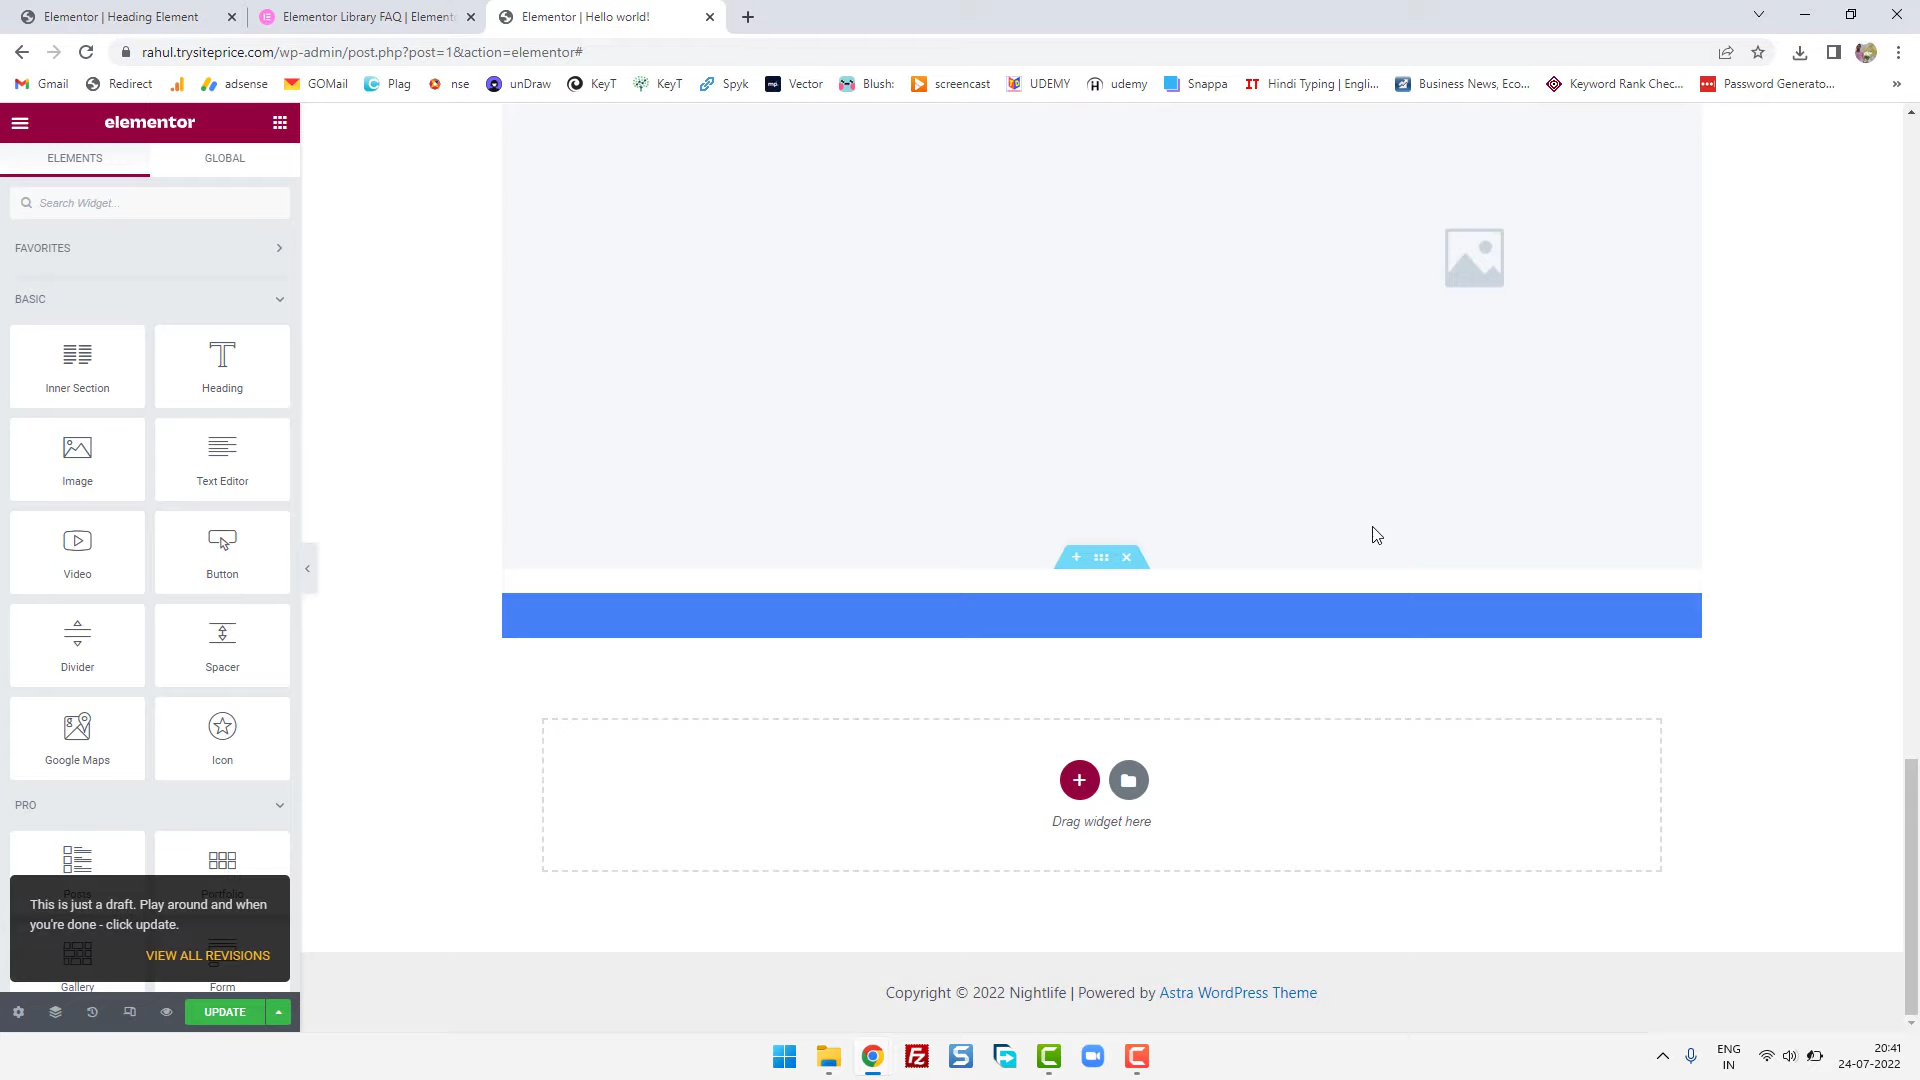 Elementor | Heading Element
Elementor Library FAQ | Element
Elementor | Hello world!
rahul.trysiteprice.com/wp-admin/post.php?post=1&action=elementor#
Gmail
Redirect
adsense
GOMail
Plag
nse
unDraw
KeyT
KeyT
Spyk
mp.
Vector
Blush:
screencast
UDEMY
udemy
Snappa
IT
Hindi Typing | Engli...
Business News, Eco...
Keyword Rank Chec...
Password Generato...
»
elementor
ELEMENTS
GLOBAL
Search Widget...
FAVORITES
BASIC
Inner Section
Heading
Image
Text Editor
Video
Button
Divider
Spacer
Google Maps
Icon
PRO
Posts
Portfolio
This is just a draft. Play around and when
you're done - click update.
VIEW ALL REVISIONS
Gallery
Form
UPDATE
Drag widget here
Copyright © 2022 Nightlife | Powered by Astra WordPress Theme
ENG
IN
20:41
24-07-2022